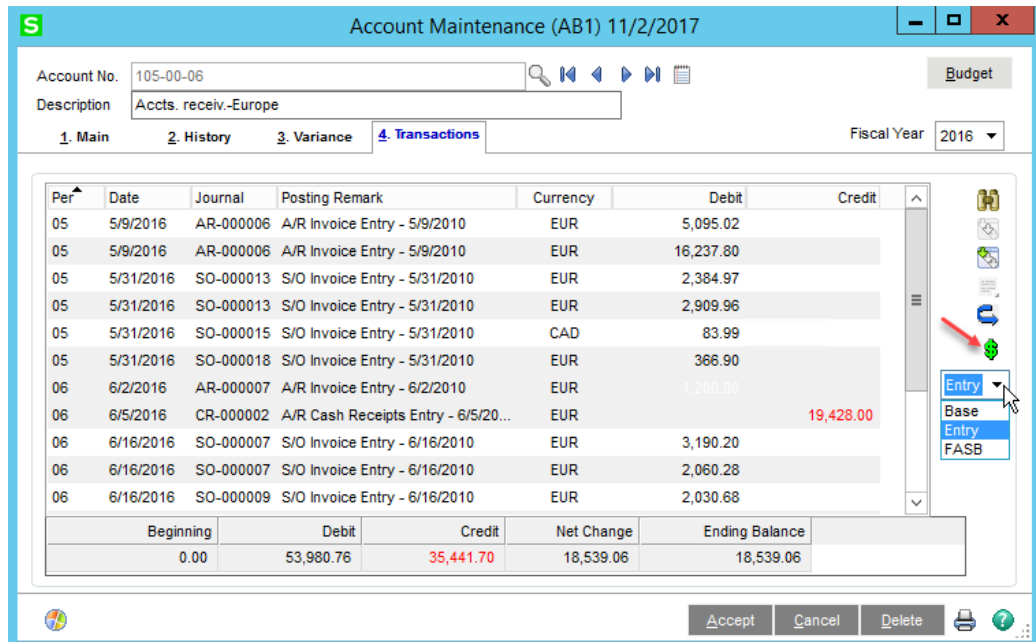 S
Account Maintenance (AB1) 11/2/2017
Account No. 105-00-06 Budget
Description Accts. receiv.-Europe
1. Main 2. History 3. Variance 4. Transactions Fiscal Year 2016
Per Date Journal Posting Remark Currency Debit Credit
05 5/9/2016 AR-000006 A/R Invoice Entry - 5/9/2010 EUR 5,095.02
05 5/9/2016 AR-000006 A/R Invoice Entry - 5/9/2010 EUR 16,237.80
05 5/31/2016 SO-000013 S/O Invoice Entry - 5/31/2010 EUR 2,384.97
05 5/31/2016 SO-000013 S/O Invoice Entry - 5/31/2010 EUR 2,909.96
05 5/31/2016 SO-000015 S/O Invoice Entry - 5/31/2010 CAD 83.99
05 5/31/2016 SO-000018 S/O Invoice Entry - 5/31/2010 EUR 366.90
$
06 6/2/2016 AR-000007 A/R Invoice Entry - 6/2/2010 EUR 1,200.00
Entry
06 6/5/2016 CR-000002 A/R Cash Receipts Entry - 6/5/20... EUR 19,428.00
Base
Entry
06 6/16/2016 SO-000007 S/O Invoice Entry - 6/16/2010 EUR 3,190.20
FASB
06 6/16/2016 SO-000007 S/O Invoice Entry - 6/16/2010 EUR 2,060.28
06 6/16/2016 SO-000009 S/O Invoice Entry - 6/16/2010 EUR 2,030.68
Beginning Debit Credit Net Change Ending Balance
0.00 53,980.76 35,441.70 18,539.06 18,539.06
Accept Cancel Delete ?